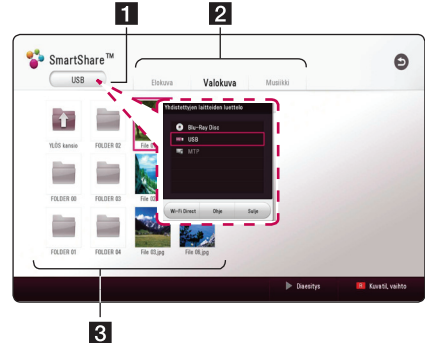 1
2
SmartShare™
USB
Elokuva
Valokuva
Musiikki
Yhdistettyjen laitteiden luettelo
Blu-Ray Disc
USB
MTP
Wi-Fi Direct
Ohje
Sulje
YLÖS kansio
FOLDER 02
FOLDER 00
FOLDER 03
FOLDER 01
FOLDER 04
File 03.jpg
File 06.jpg
Diaesitys
Kuvatil. vaihto
3